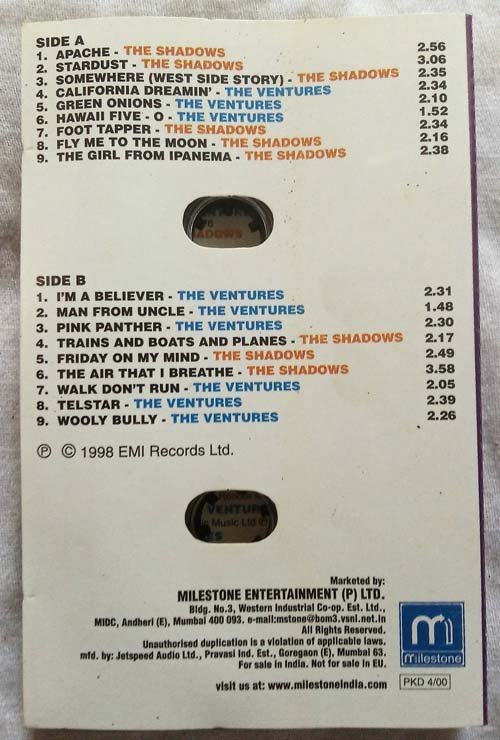 SIDE A
1. APACHE - THE SHADOWS 2.56
2. STARDUST - THE SHADOWS 3.06
3. SOMEWHERE (WEST SIDE STORY) - THE SHADOWS 2.35
4. CALIFORNIA DREAMIN' - THE VENTURES 2.34
5. GREEN ONIONS - THE VENTURES 2.10
6. HAWAII FIVE - O - THE VENTURES 1.52
7. FOOT TAPPER - THE SHADOWS 2.34
8. FLY ME TO THE MOON - THE SHADOWS 2.16
9. THE GIRL FROM IPANEMA - THE SHADOWS 2.38
ADOWS
SIDE B
1. I'M A BELIEVER - THE VENTURES 2.31
2. MAN FROM UNCLE - THE VENTURES 1.48
3. PINK PANTHER - THE VENTURES 2.30
4. TRAINS AND BOATS AND PLANES - THE SHADOWS 2.17
5. FRIDAY ON MY MIND - THE SHADOWS 2.49
6. THE AIR THAT I BREATHE - THE SHADOWS 3.58
7. WALK DON'T RUN - THE VENTURES 2.05
8. TELSTAR - THE VENTURES 2.39
9. WOOLY BULLY - THE VENTURES 2.26
℗ © 1998 EMI Records Ltd.
VENTUR
Music Ltd
Marketed by:
MILESTONE ENTERTAINMENT (P) LTD.
Bldg. No.3, Western Industrial Co-op. Est. Ltd.,
MIDC, Andheri (E), Mumbai 400 093. e-mail:mstone@bom3.vsnl.net.in
All Rights Reserved.
Unauthorised duplication is a violation of applicable laws.
mfd. by: Jetspeed Audio Ltd., Pravasi Ind. Est., Goregaon (E), Mumbai 63.
For sale in India. Not for sale in EU.
visit us at: www.milestoneindia.com
m
milestone
PKD 4/00